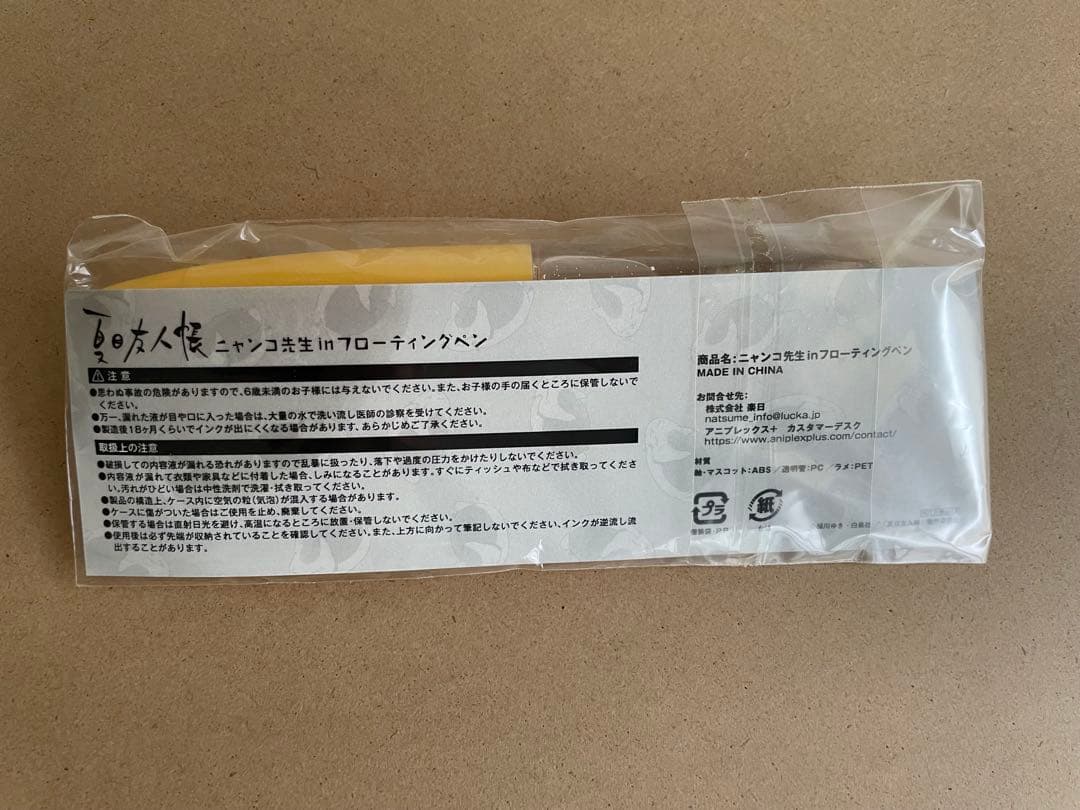 夏目友人帳 ニャンコ先生inフローティングペン
注意
●思わぬ事故の危険がありますので、6歳未満のお子様には与えないでください。また、お子様の手の届くところに保管しないで
ください。
●万一、漏れた液が目や口に入った場合は、大量の水で洗い流し医師の診察を受けてください。
●製造後18ヶ月くらいでインクが出にくくなる場合があります、あらかじめご了承ください。
取扱上の注意
●破損しての内容液が漏れる恐れがありますので乱暴に扱ったり、落下や過度の圧力をかけたりしないでください。
●内容液が漏れて衣類や家具などに付着した場合、しみになることがあります。すぐにティッシュや布などで拭き取ってくださ
い。汚れがひどい場合は中性洗剤で洗濯・拭き取ってください。
●製品の構造上、ケース内に空気の粒(気泡)が混入する場合があります。
●ケースに傷がついた場合はご使用を止め、廃棄してください。
●保管する場合は直射日光を避け、高温になるところに放置・保管しないでください。
●使用後は必ず先端が収納されていることを確認してください。また、上方に向かって筆記しないでください、インクが逆流し流
出することがあります。
商品名:ニャンコ先生inフローティングペン
MADE IN CHINA
お問合せ先:
株式会社 楽日
natsume_info@lucka.jp
アニプレックス+ カスタマーデスク
https://www.aniplexplus.com/contact/
材質
軸・マスコット:ABS/透明管:PC/ラメ:PET
プラ
紙
個装袋:P.P
緑川ゆき・白泉社